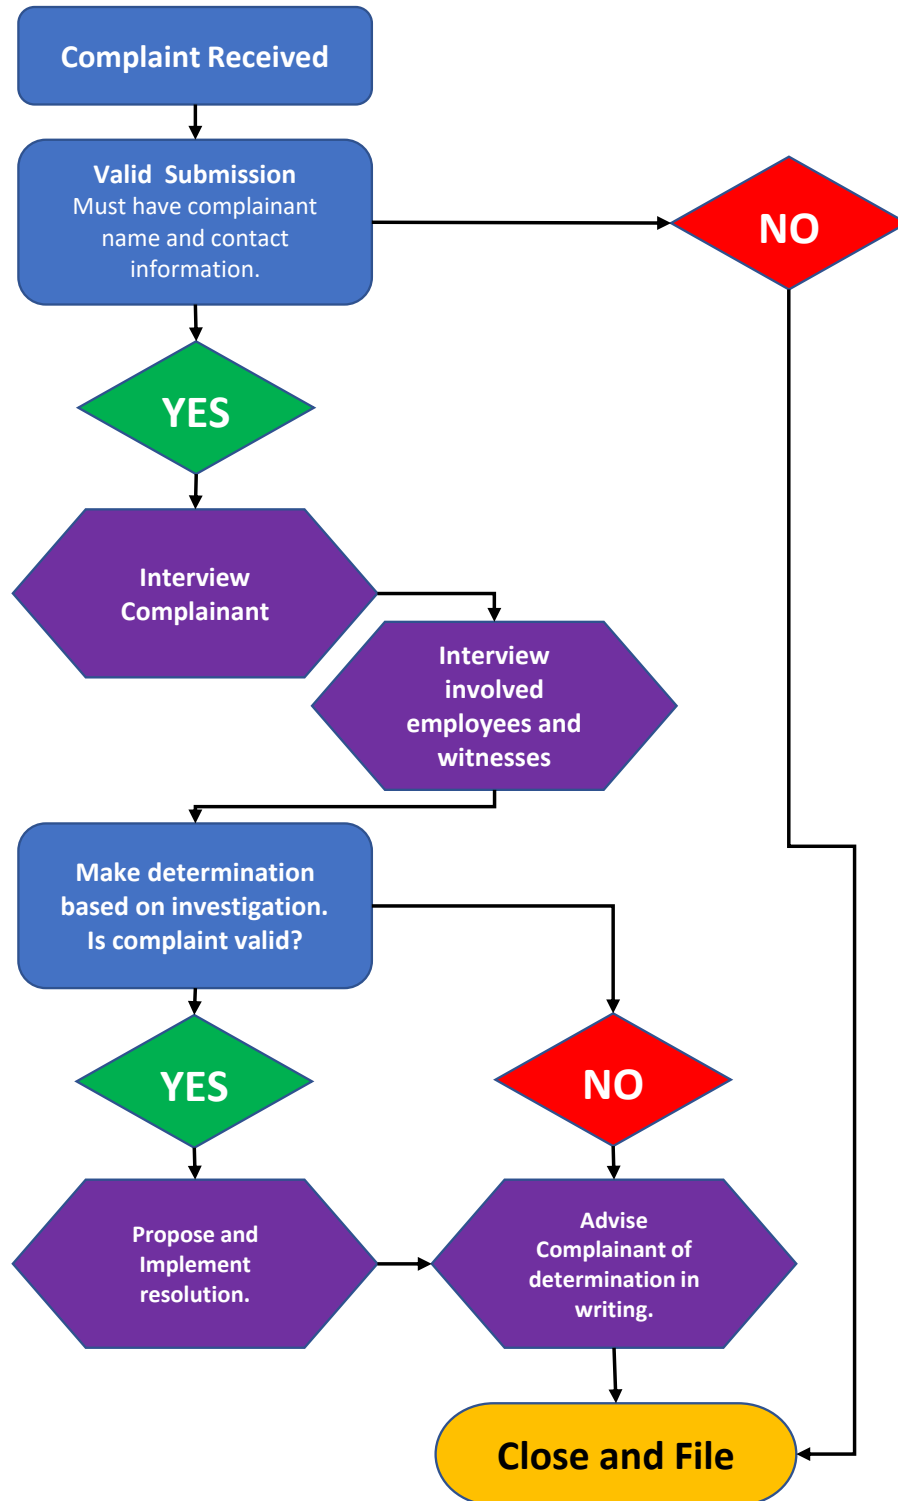 Complaint Received
Valid  Submission
Must have complainant
name and contact
information.
NO
YES
Interview
Complainant
Interview
involved
employees and
witnesses
Make determination
based on investigation.
Is complaint valid?
YES
NO
Propose and
Implement
resolution.
Advise
Complainant of
determination in
writing.
Close and File